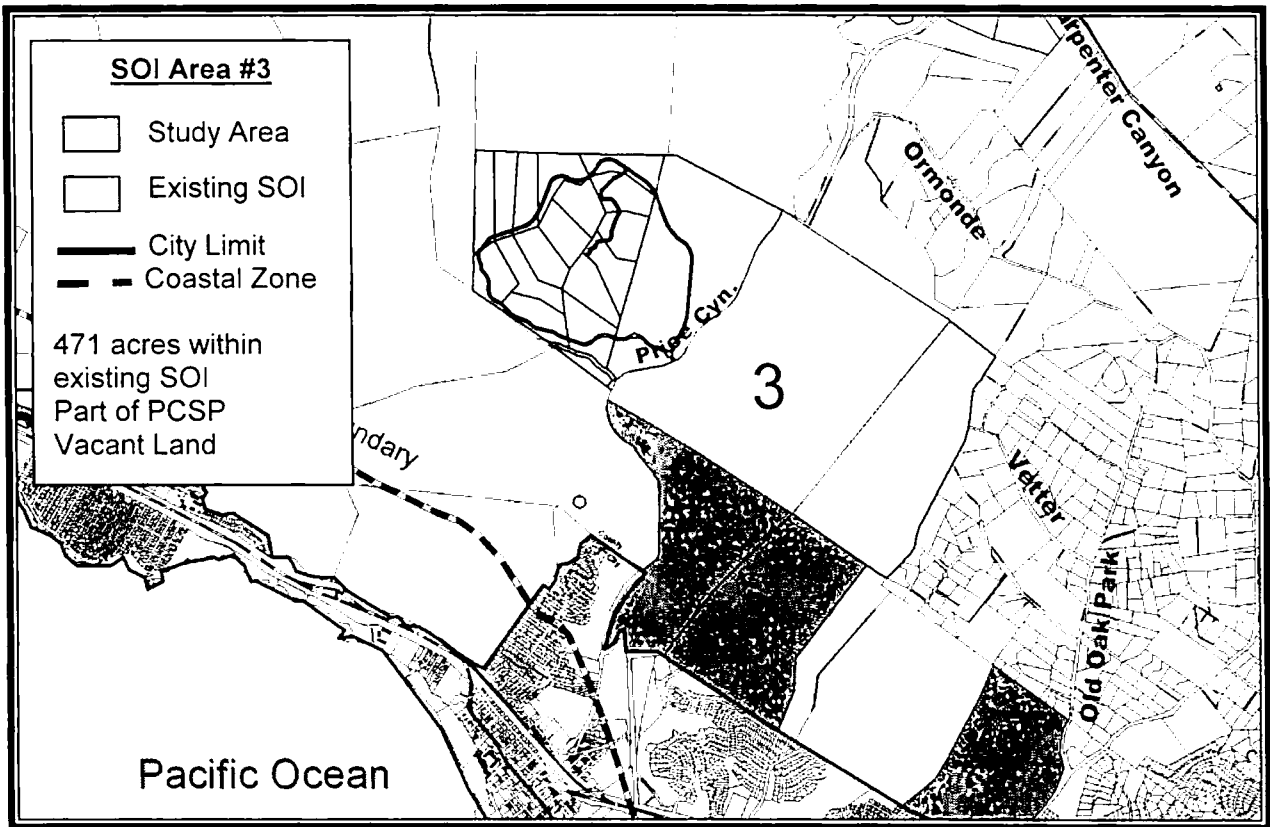 SOI Area #3
Study Area
Existing SOI
City Limit
Coastal Zone
471 acres within
existing SOI
Part of PCSP
Vacant Land
arpenter Canyon
Ormonde
Price Cyn.
3
ndary
Vetter
Old Oak Park
Pacific Ocean